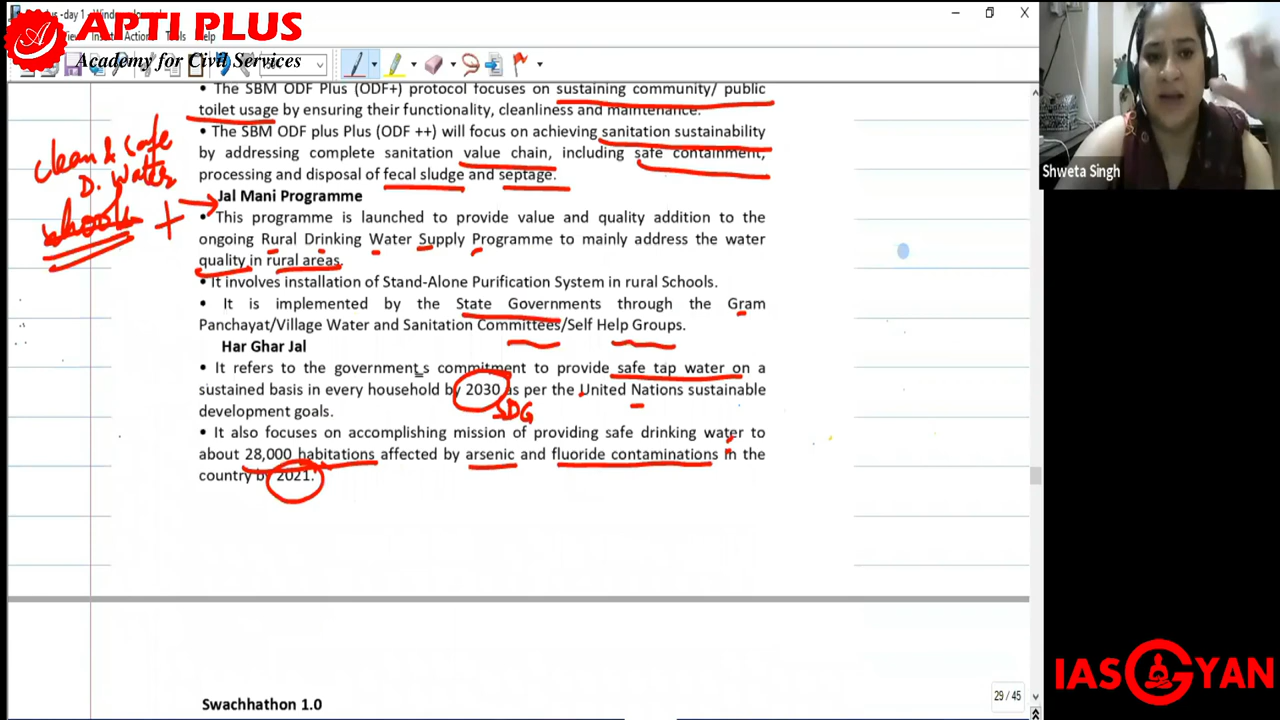 APTI PLUS
Academy for Civil Services
• The SBM ODF Plus (ODF+) protocol focuses on sustaining community/ public
toilet usage by ensuring their functionality, cleanliness and maintenance.
• The SBM ODF plus Plus (ODF ++) will focus on achieving sanitation sustainability
by addressing complete sanitation value chain, including safe containment,
processing and disposal of fecal sludge and septage.
clean & safe
D. Water
schools +
Jal Mani Programme
• This programme is launched to provide value and quality addition to the
ongoing Rural Drinking Water Supply Programme to mainly address the water
quality in rural areas.
• It involves installation of Stand-Alone Purification System in rural Schools.
• It is implemented by the State Governments through the Gram
Panchayat/Village Water and Sanitation Committees/Self Help Groups.
Har Ghar Jal
• It refers to the government's commitment to provide safe tap water on a
sustained basis in every household by 2030 as per the United Nations sustainable
development goals.
SDG
• It also focuses on accomplishing mission of providing safe drinking water to
about 28,000 habitations affected by arsenic and fluoride contaminations in the
country by 2021.
Swachhathon 1.0
29 / 45
Shweta Singh
IAS GYAN